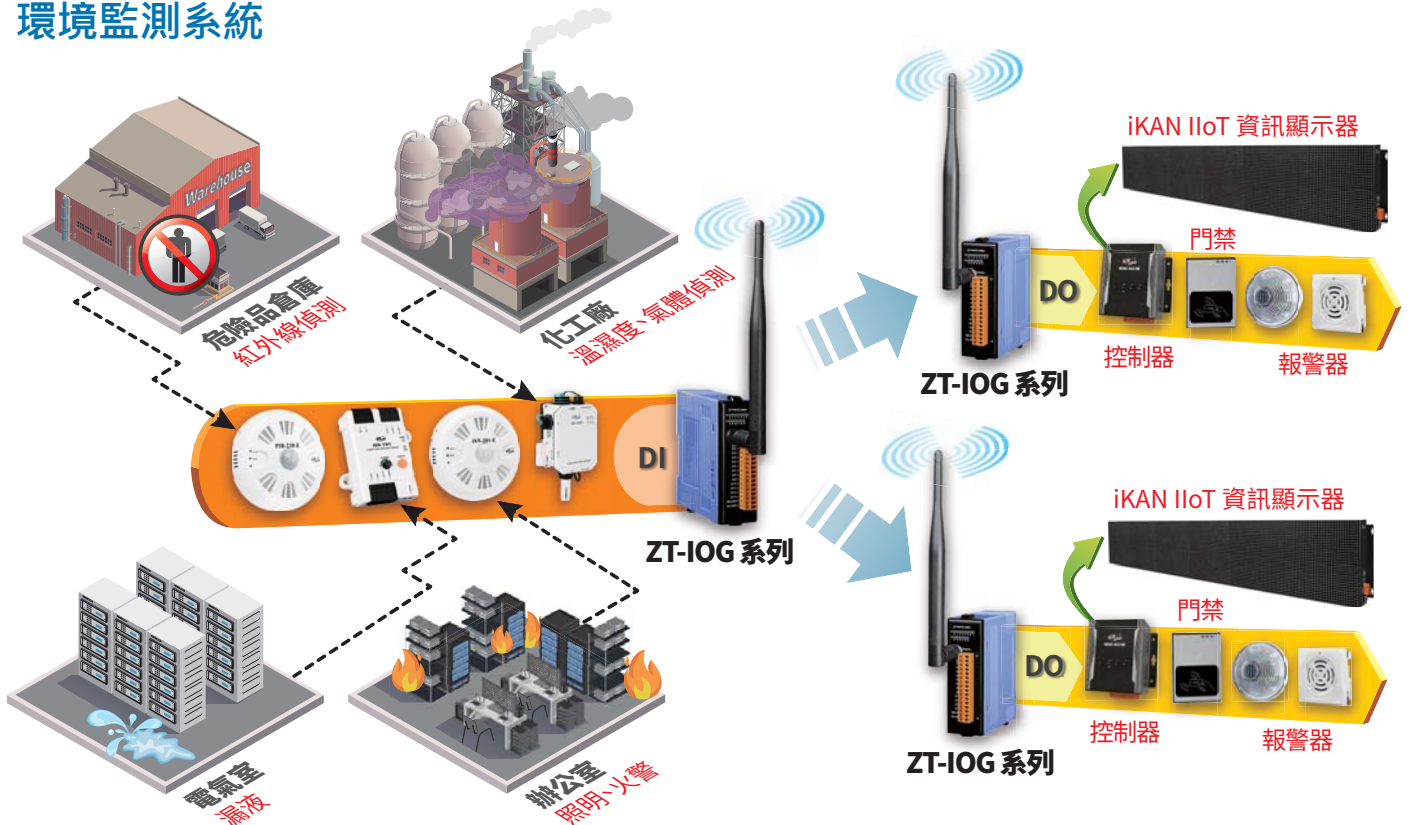 環境監測系統
Warehouse
危險品倉庫
紅外線偵測
化工廠
溫濕度、氣體偵測
DI
ZT-IOG 系列
電氣室
漏液
辦公室
照明、火警
iKAN IIoT 資訊顯示器
門禁
DO
控制器
報警器
ZT-IOG 系列
iKAN IIoT 資訊顯示器
門禁
DO
控制器
報警器
ZT-IOG 系列